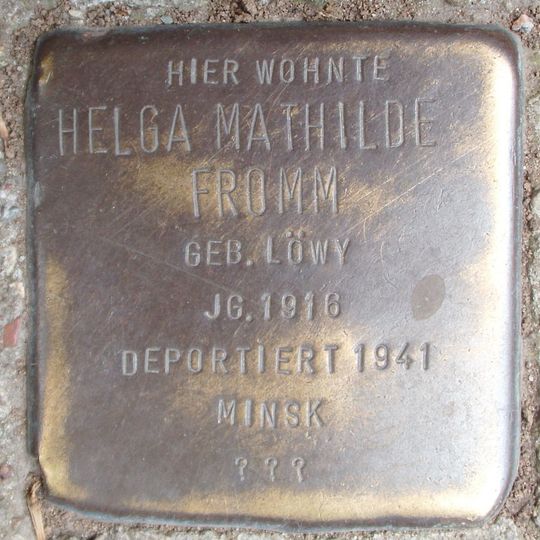 HIER WOHNTE
HELGA MATHILDE
FROMM
GEB. LÖWY
JG. 1916
DEPORTIERT 1941
MINSK
???